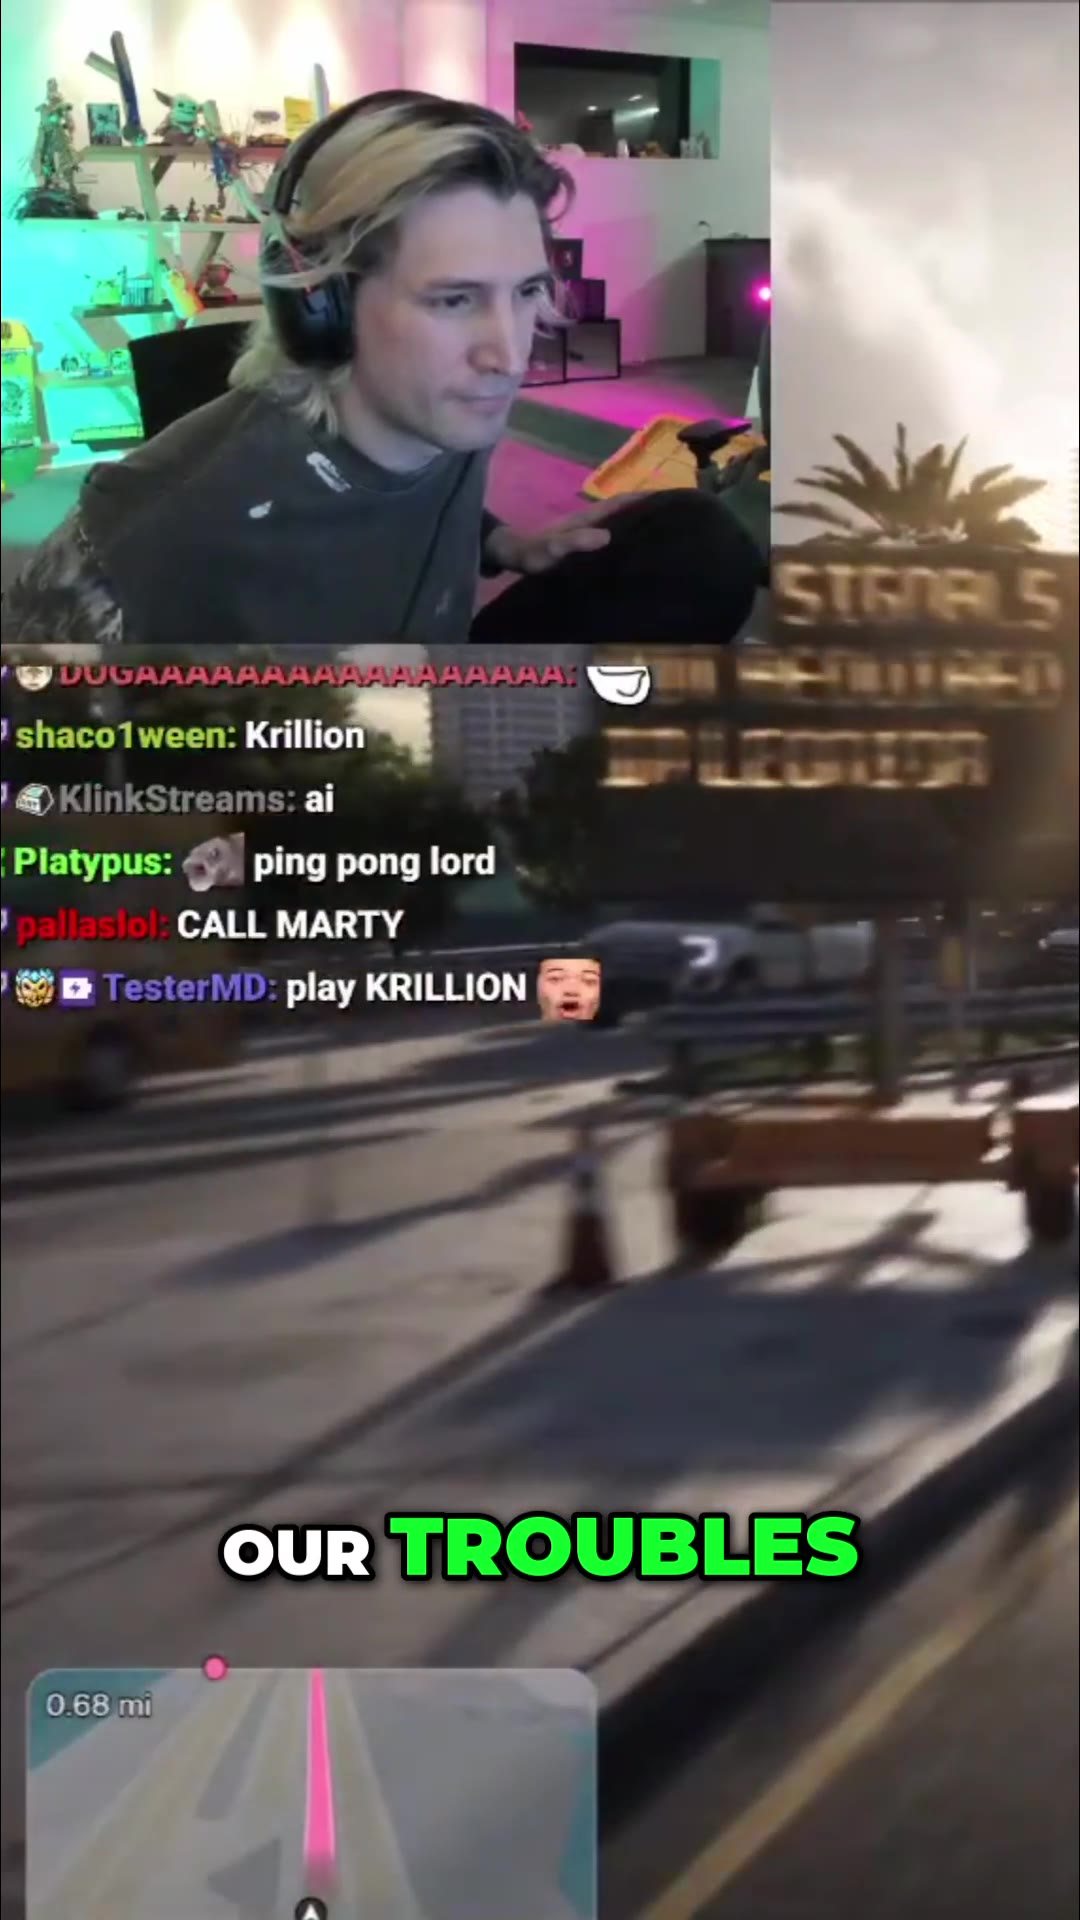 DUGAAAAAAAAAAAAAAAAAA:
shaco1ween: Krillion
KlinkStreams: ai
Platypus: ping pong lord
pallaslol: CALL MARTY
TesterMD: play KRILLION
OUR TROUBLES
0.68 mi